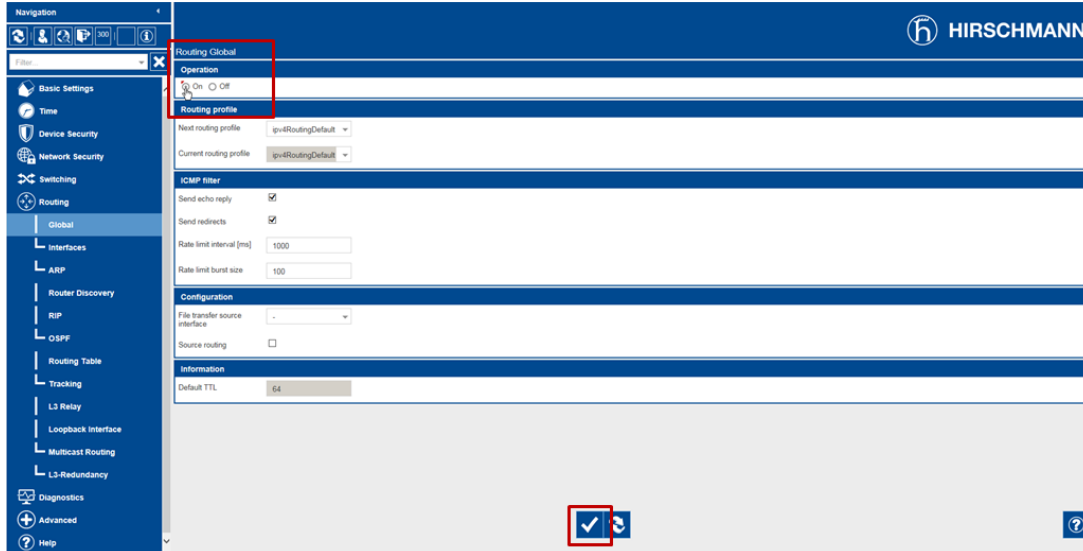 Navigation
300
HIRSCHMANN
Filter...
Routing Global
Operation
On Off
Basic Settings
Time
Device Security
Network Security
Switching
Routing
Global
Interfaces
ARP
Router Discovery
RIP
OSPF
Routing Table
Tracking
L3 Relay
Loopback Interface
Multicast Routing
L3-Redundancy
Diagnostics
Advanced
Help
Routing profile
Next routing profile ipv4RoutingDefault
Current routing profile ipv4RoutingDefault
ICMP filter
Send echo reply
Send redirects
Rate limit interval [ms] 1000
Rate limit burst size 100
Configuration
File transfer source
interface -
Source routing
Information
Default TTL 64